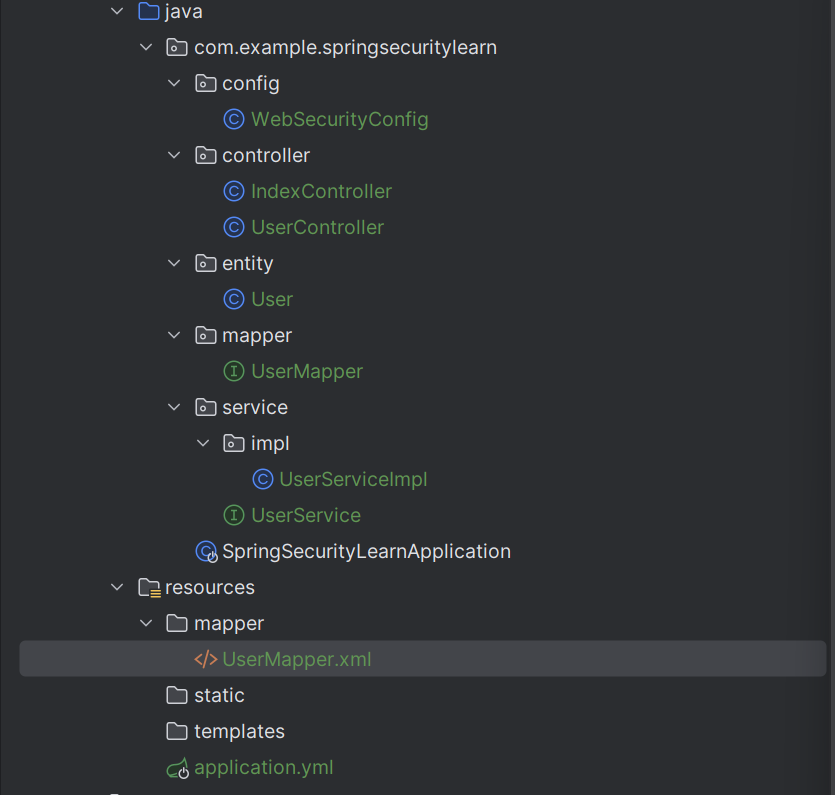 java
com.example.springsecuritylearn
config
WebSecurityConfig
controller
IndexController
UserController
entity
User
mapper
UserMapper
service
impl
UserServiceImpl
UserService
SpringSecurityLearnApplication
resources
mapper
UserMapper.xml
static
templates
application.yml